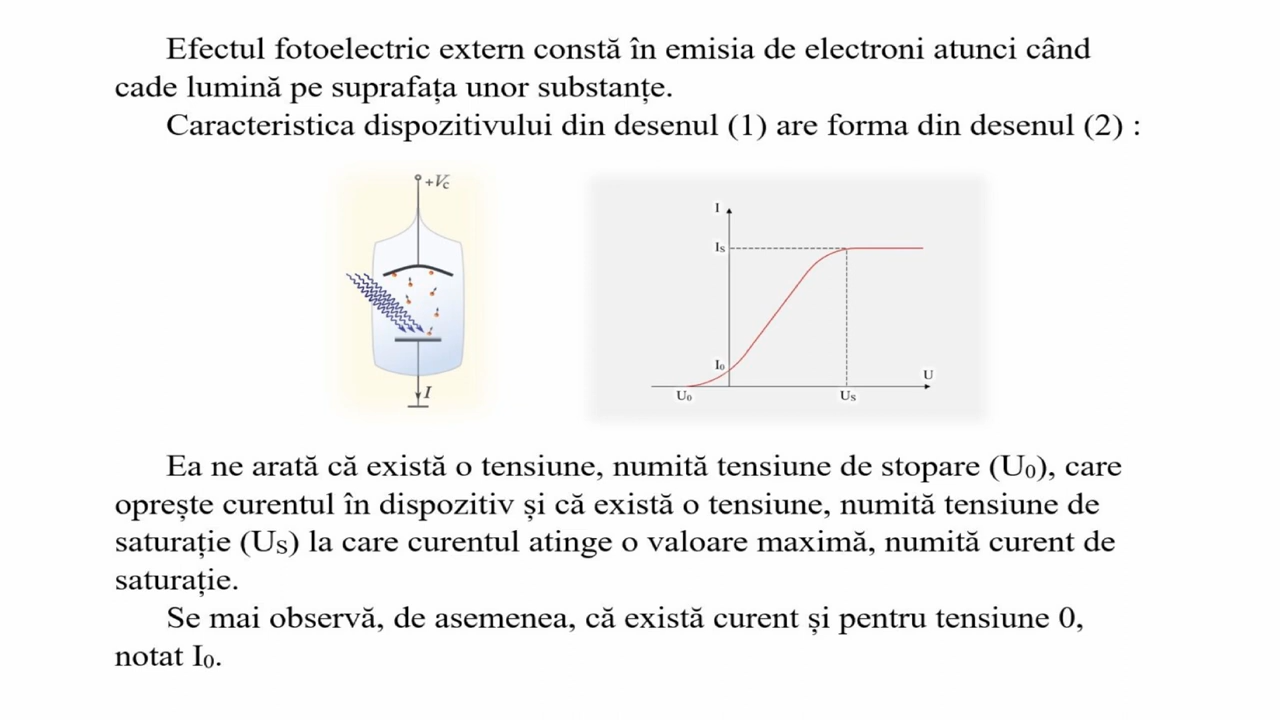 Efectul fotoelectric extern constă în emisia de electroni atunci când
cade lumină pe suprafața unor substanțe.
Caracteristica dispozitivului din desenul (1) are forma din desenul (2) :
+Vc
I
I
Is
I₀
U
U₀
Us
Ea ne arată că există o tensiune, numită tensiune de stopare (U₀), care
oprește curentul în dispozitiv și că există o tensiune, numită tensiune de
saturație (Us) la care curentul atinge o valoare maximă, numită curent de
saturație.
Se mai observă, de asemenea, că există curent și pentru tensiune 0,
notat I₀.